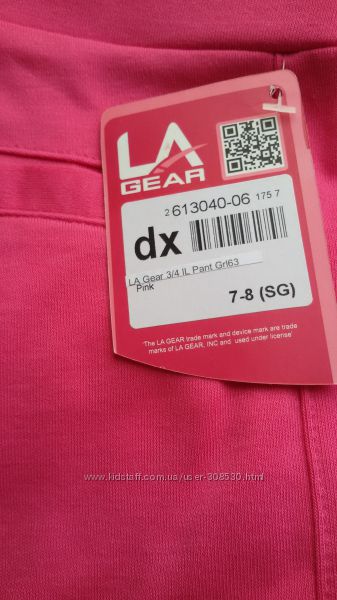 LA
GEAR
2 613040-06 175 7
dx
LA Gear 3/4 IL Pant Grl63
Pink
7-8 (SG)
'The LA GEAR trade mark and device mark are trade
marks of LA GEAR, INC and used under license'
www.kidstaff.com.ua/user-308530.html